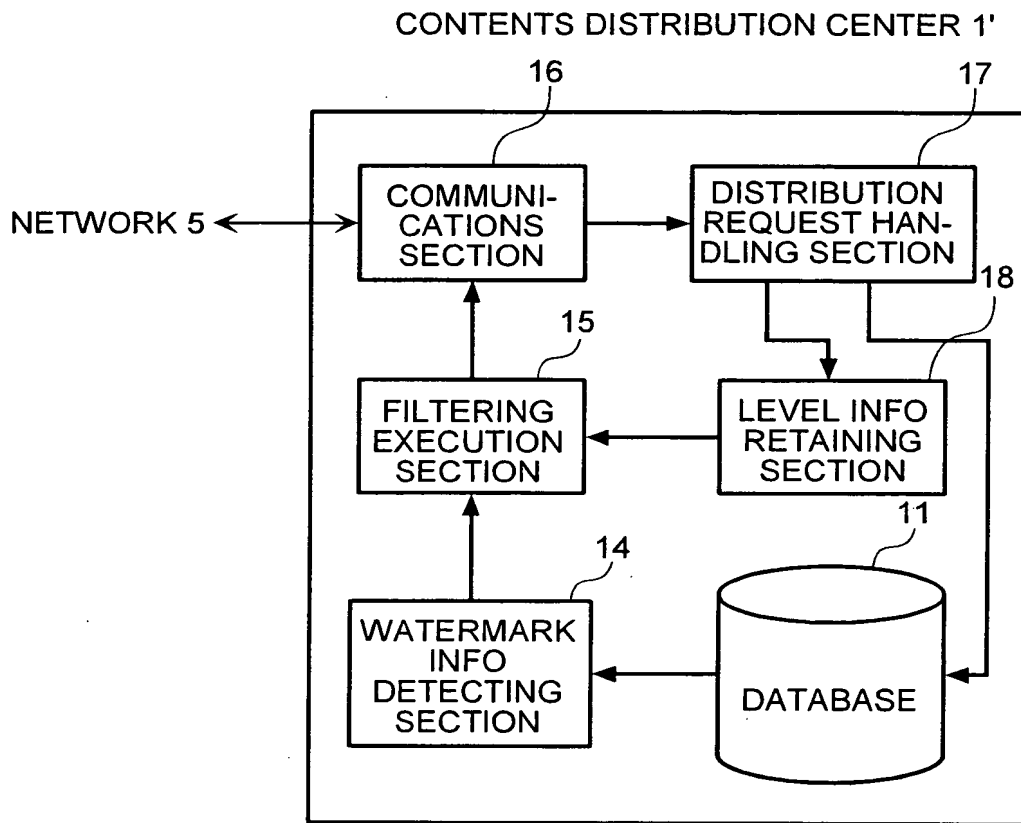 CONTENTS DISTRIBUTION CENTER 1'
16
17
COMMUNI-
CATIONS
SECTION
DISTRIBUTION
REQUEST HAN-
DLING SECTION
NETWORK 5
15
18
FILTERING
EXECUTION
SECTION
LEVEL INFO
RETAINING
SECTION
14
11
WATERMARK
INFO
DETECTING
SECTION
DATABASE